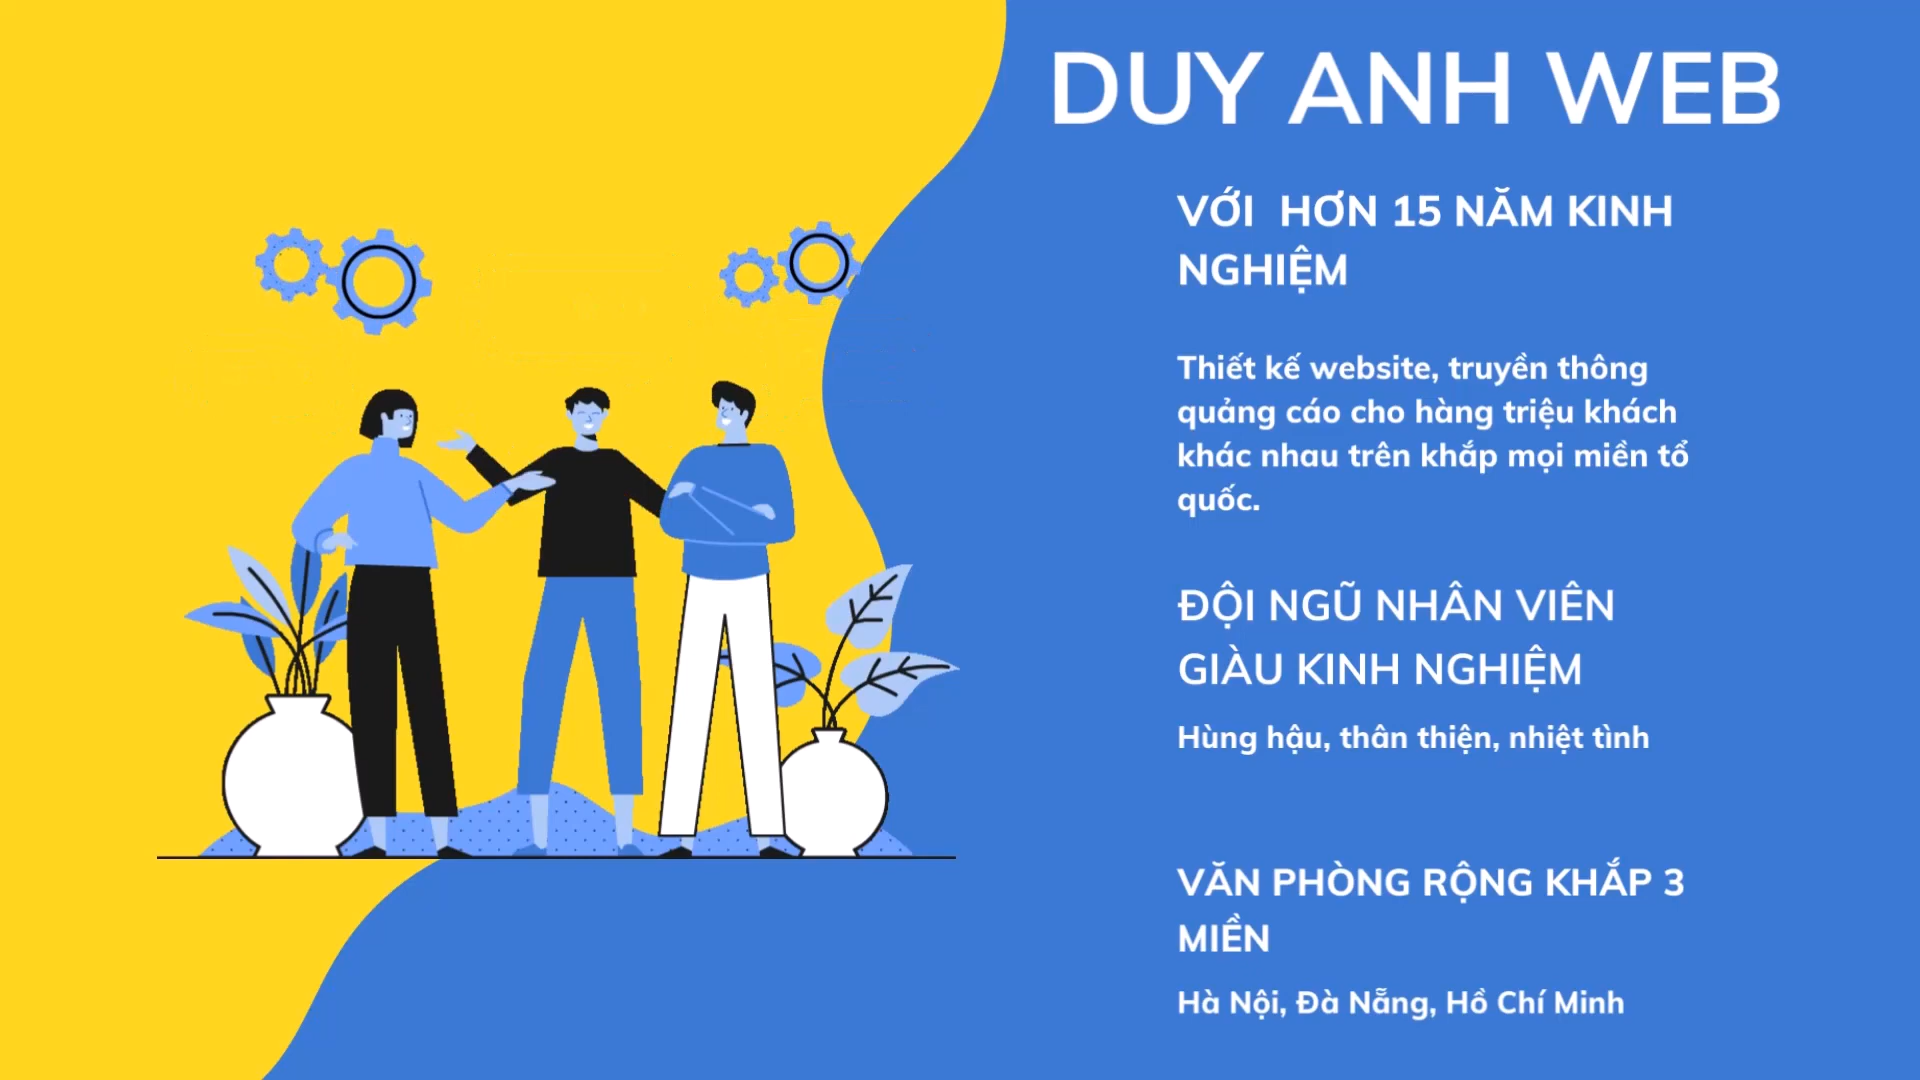 DUY ANH WEB
VỚI HƠN 15 NĂM KINH
NGHIỆM
Thiết kế website, truyền thông
quảng cáo cho hàng triệu khách
khác nhau trên khắp mọi miền tổ
quốc.
ĐỘI NGŨ NHÂN VIÊN
GIÀU KINH NGHIỆM
Hùng hậu, thân thiện, nhiệt tình
VĂN PHÒNG RỘNG KHẮP 3
MIỀN
Hà Nội, Đà Nẵng, Hồ Chí Minh